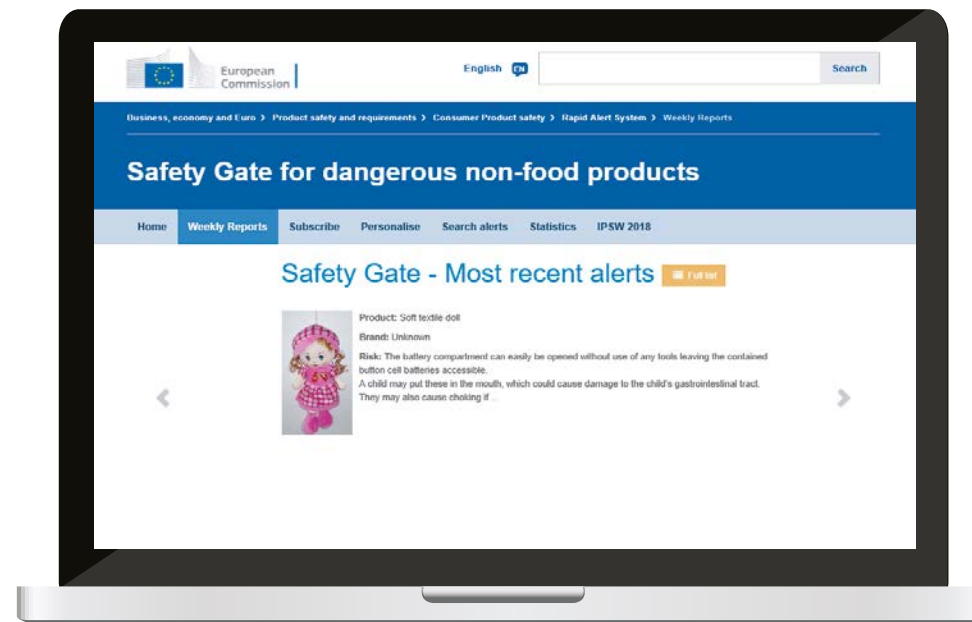 European
Commission
English EN
Search
Business, economy and Euro > Product safety and requirements > Consumer Product safety > Rapid Alert System > Weekly Reports
Safety Gate for dangerous non-food products
Home Weekly Reports Subscribe Personalise Search alerts Statistics IPSW 2018
Safety Gate - Most recent alerts Full list
Product: Soft textile doll
Brand: Unknown
Risk: The battery compartment can easily be opened without use of any tools leaving the contained
button cell batteries accessible.
A child may put these in the mouth, which could cause damage to the child's gastrointestinal tract.
They may also cause choking if ...